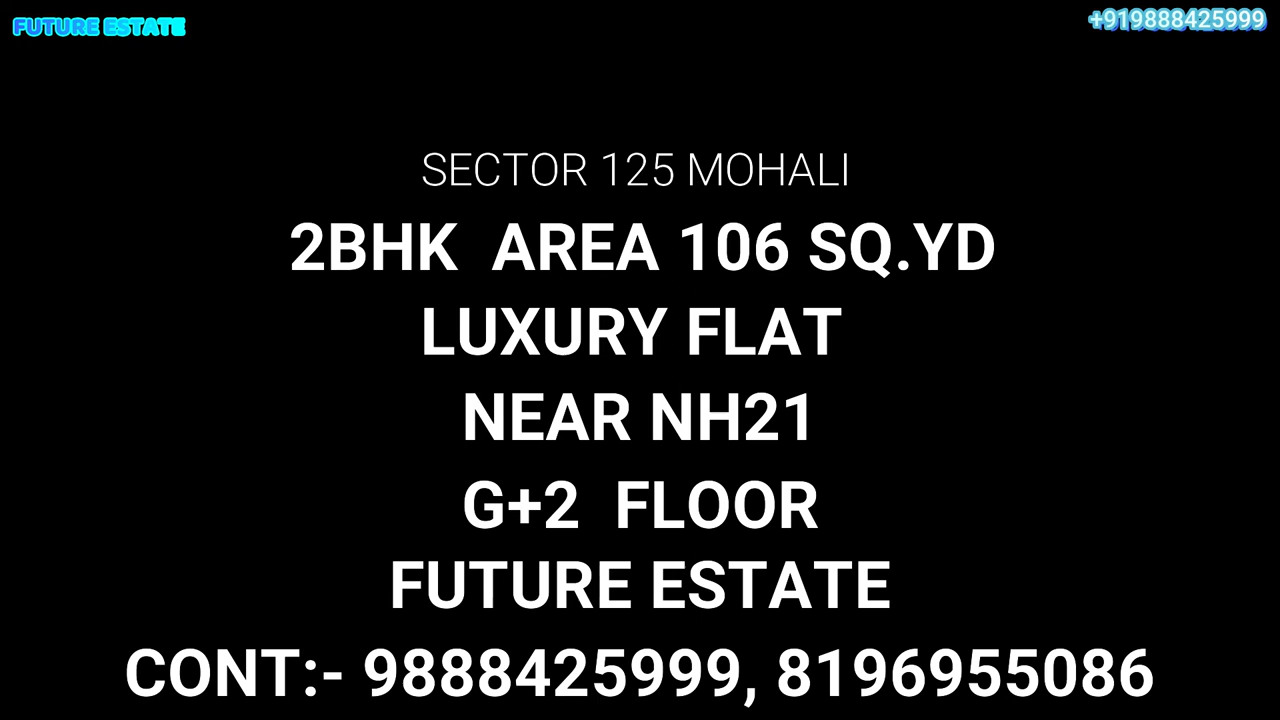 FUTURE ESTATE
+919888425999
SECTOR 125 MOHALI
2BHK  AREA 106 SQ.YD
LUXURY FLAT
NEAR NH21
G+2  FLOOR
FUTURE ESTATE
CONT:- 9888425999, 8196955086